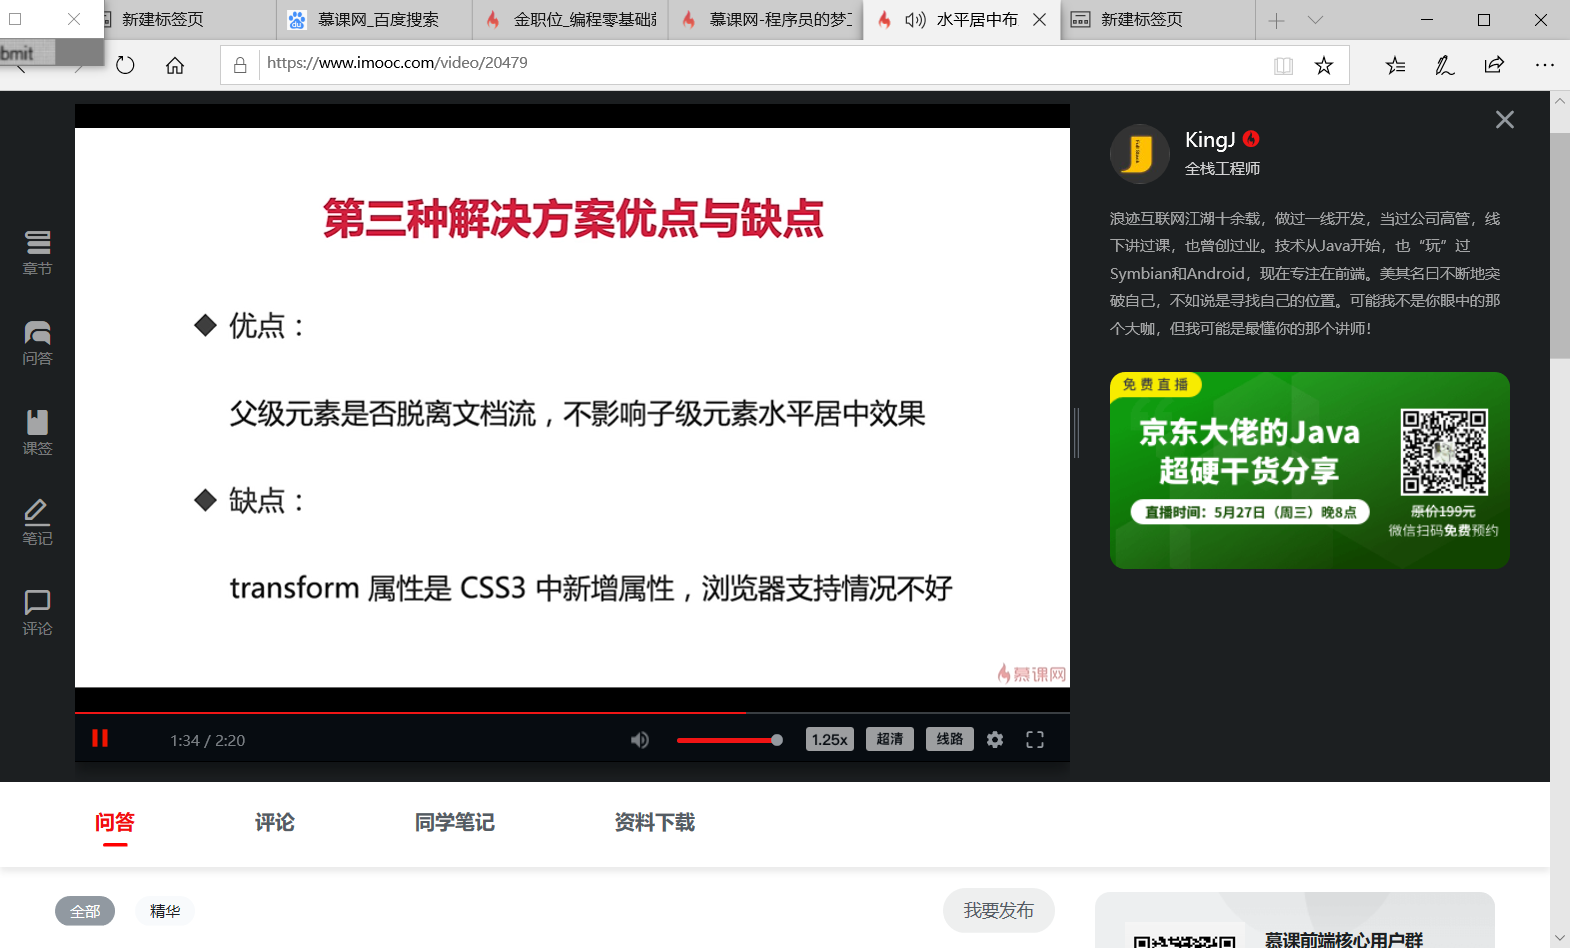 新建标签页
慕课网_百度搜索
金职位_编程零基础
慕课网-程序员的梦工
水平居中布
新建标签页
bmit
https://www.imooc.com/video/20479
章节
问答
课签
笔记
评论
第三种解决方案优点与缺点
优点：
父级元素是否脱离文档流，不影响子级元素水平居中效果
缺点：
transform 属性是 CSS3 中新增属性，浏览器支持情况不好
慕课网
1:34 / 2:20
1.25x
超清
线路
KingJ
全栈工程师
浪迹互联网江湖十余载，做过一线开发，当过公司高管，线
下讲过课，也曾创过业。技术从Java开始，也“玩”过
Symbian和Android，现在专注在前端。美其名曰不断地突
破自己，不如说是寻找自己的位置。可能我不是你眼中的那
个大咖，但我可能是最懂你的那个讲师！
免费直播
京东大佬的Java
超硬干货分享
直播时间：5月27日（周三）晚8点
原价199元
微信扫码免费预约
问答
评论
同学笔记
资料下载
全部
精华
我要发布
慕课前端核心用户群